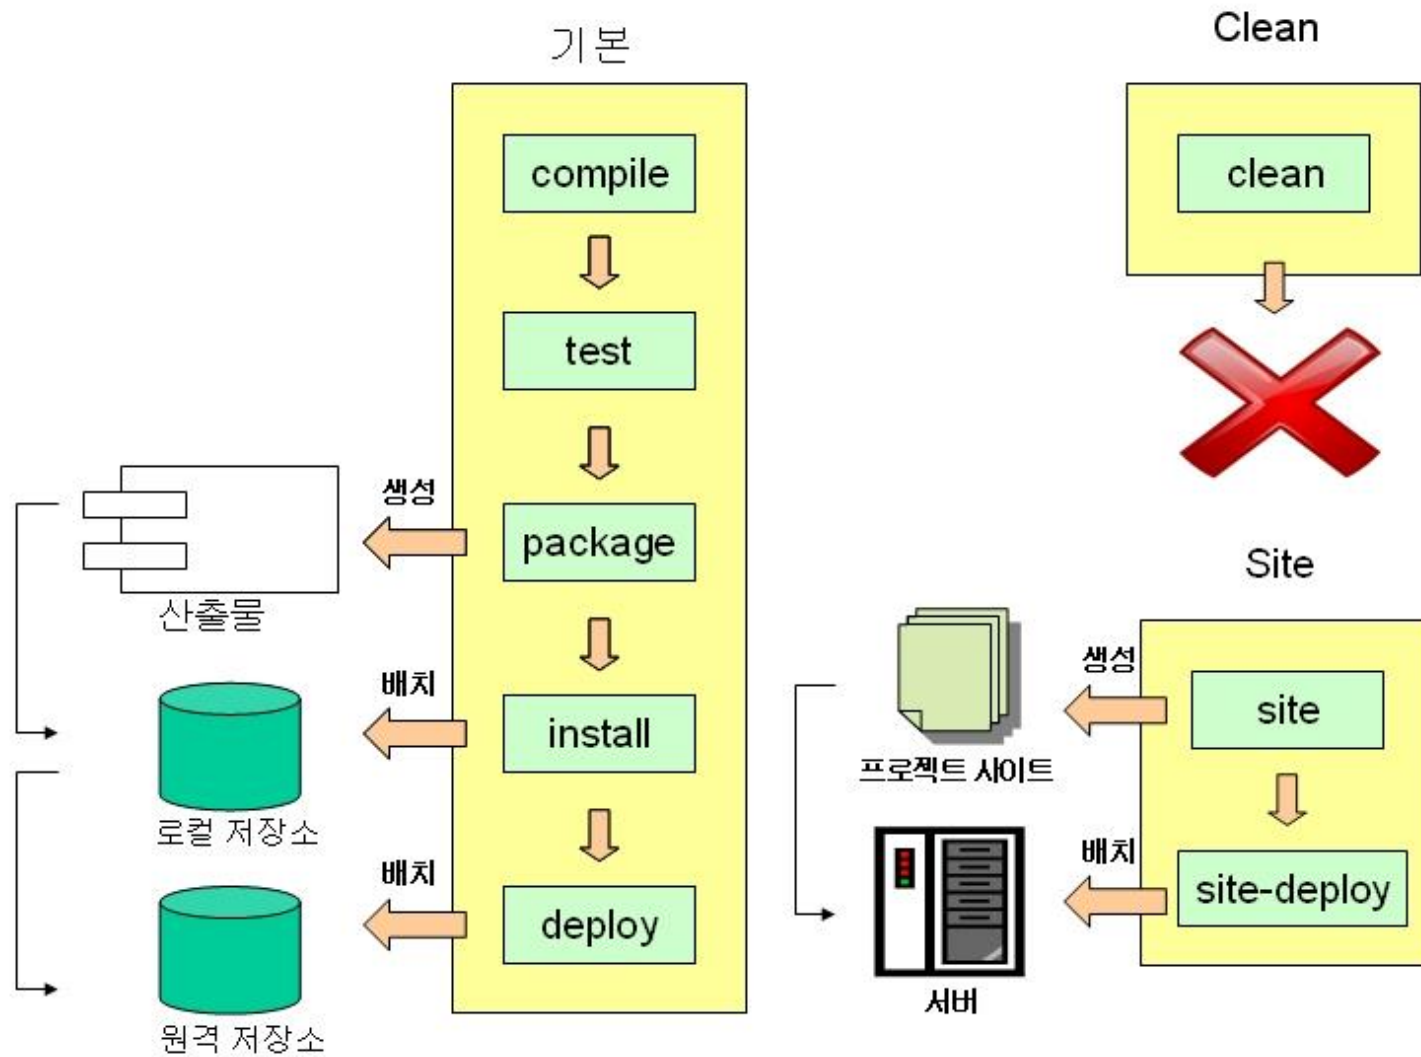 기본
compile
test
package
install
deploy
생성
산출물
배치
로컬 저장소
배치
원격 저장소
Clean
clean
Site
site
site-deploy
생성
프로젝트 사이트
배치
서버